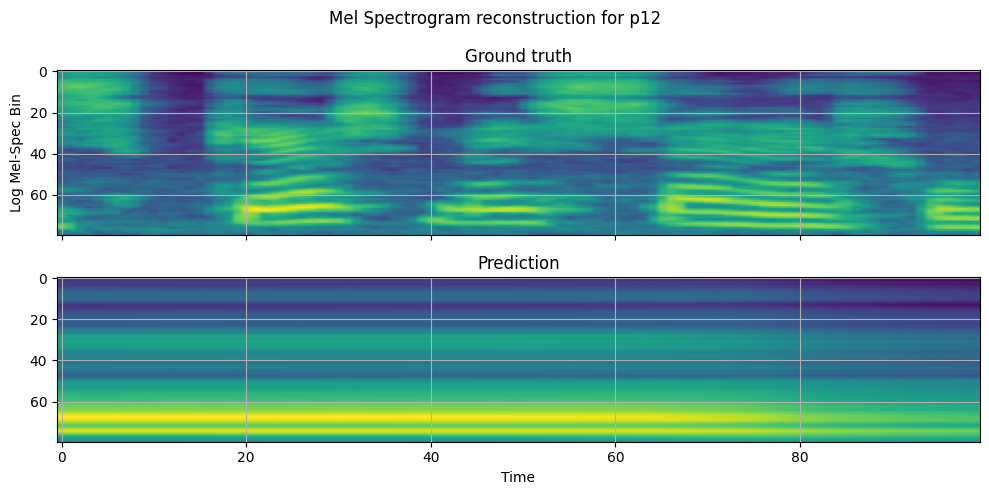 Mel Spectrogram reconstruction for p12
Ground truth
0
20
40
60
Log Mel-Spec Bin
Prediction
0
20
40
60
0 20 40 60 80
Time